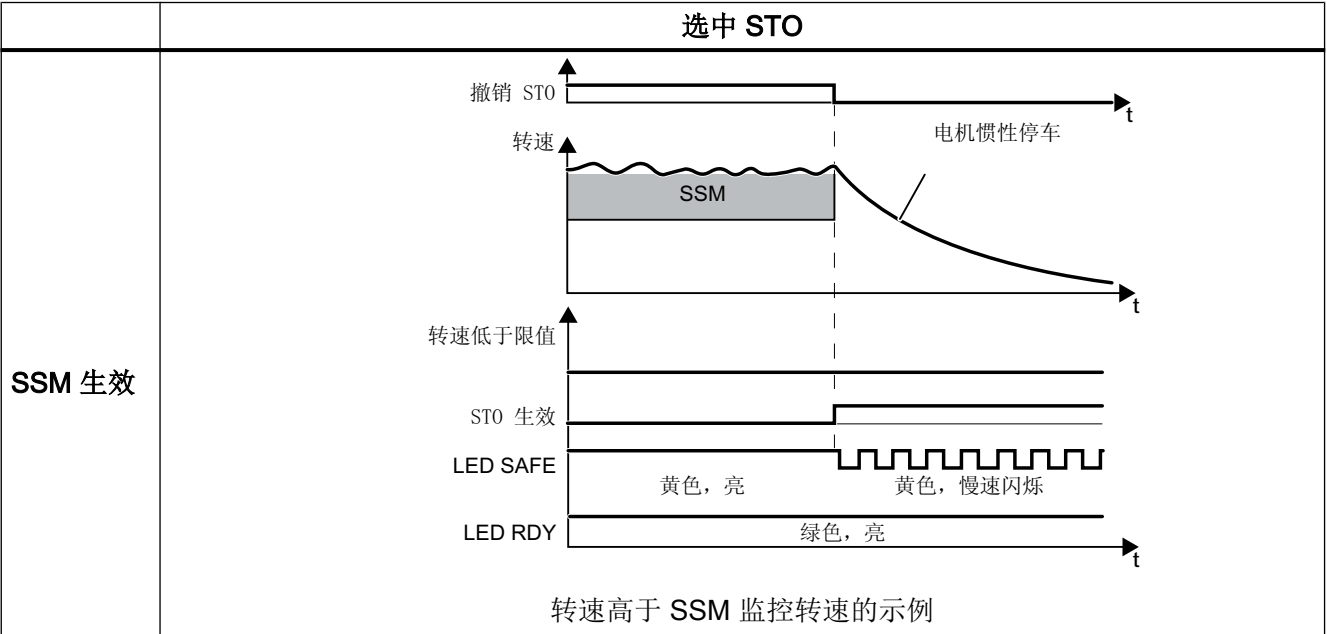 选中 STO
SSM 生效
撤销 STO
t
电机惯性停车
转速
SSM
t
转速低于限值
STO 生效
LED SAFE
黄色，亮
黄色，慢速闪烁
LED RDY
绿色，亮
t
转速高于 SSM 监控转速的示例